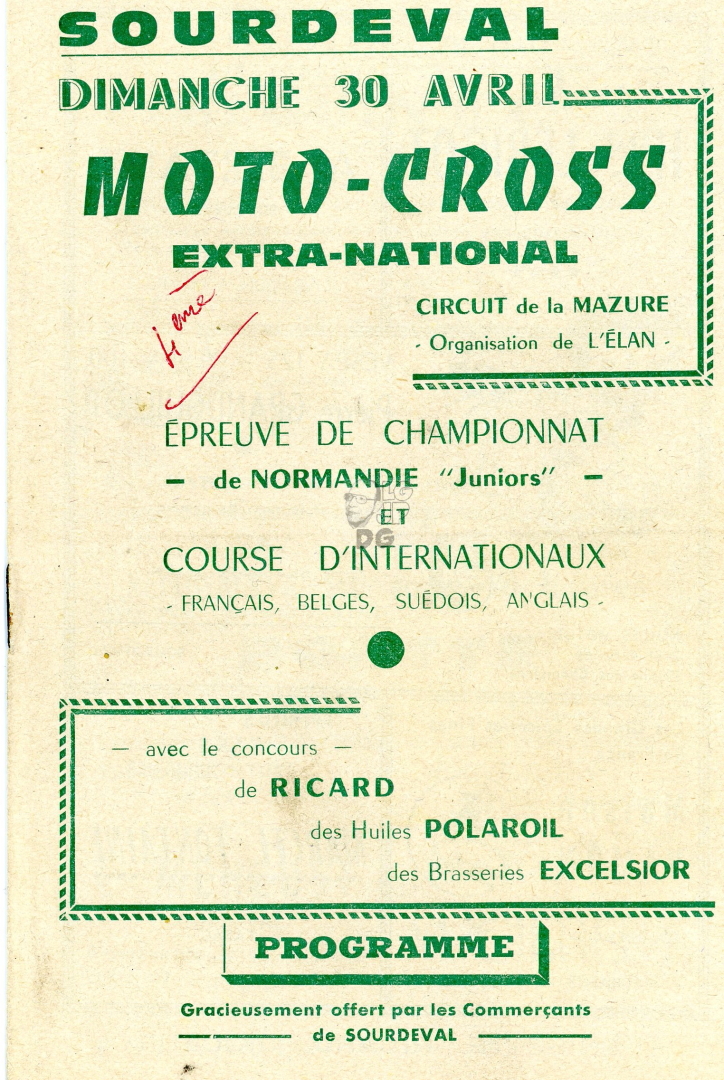 SOURDEVAL
DIMANCHE 30 AVRIL
MOTO-CROSS
EXTRA-NATIONAL
4ème
CIRCUIT de la MAZURE
- Organisation de L'ÉLAN -
ÉPREUVE DE CHAMPIONNAT
- de NORMANDIE "Juniors" -
ET
COURSE D'INTERNATIONAUX
- FRANÇAIS, BELGES, SUÉDOIS, ANGLAIS -
— avec le concours —
de RICARD
des Huiles POLAROIL
des Brasseries EXCELSIOR
PROGRAMME
Gracieusement offert par les Commerçants
de SOURDEVAL